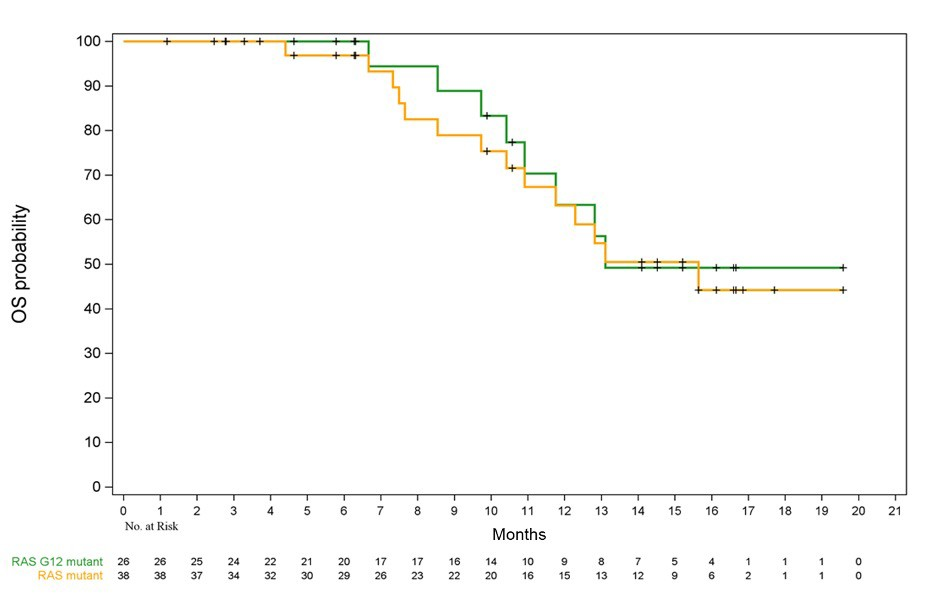 100
90
80
70
60
50
40
30
20
10
0
OS probability
0 1 2 3 4 5 6 7 8 9 10 11 12 13 14 15 16 17 18 19 20 21
No. at Risk
Months
RAS G12 mutant 26 26 25 24 22 21 20 17 17 16 14 10 9 8 7 5 4 1 1 1 0
RAS mutant 38 38 37 34 32 30 29 26 23 22 20 16 15 13 12 9 6 2 1 1 0